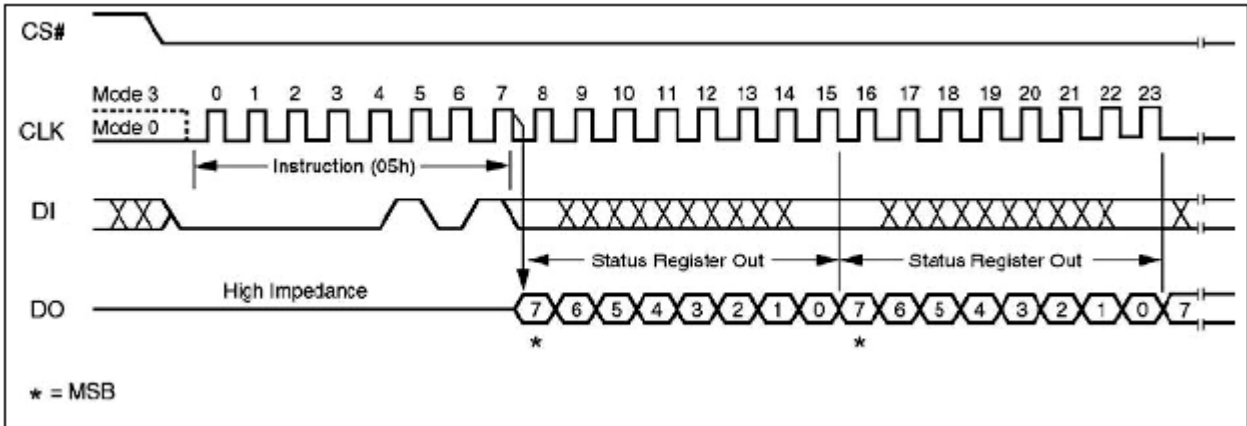 CS#
Mode 3 0 1 2 3 4 5 6 7 8 9 10 11 12 13 14 15 16 17 18 19 20 21 22 23
CLK Mode 0
Instruction (05h)
DI
Status Register Out Status Register Out
High Impedance
DO 7 6 5 4 3 2 1 0 7 6 5 4 3 2 1 0 7
* *
* = MSB